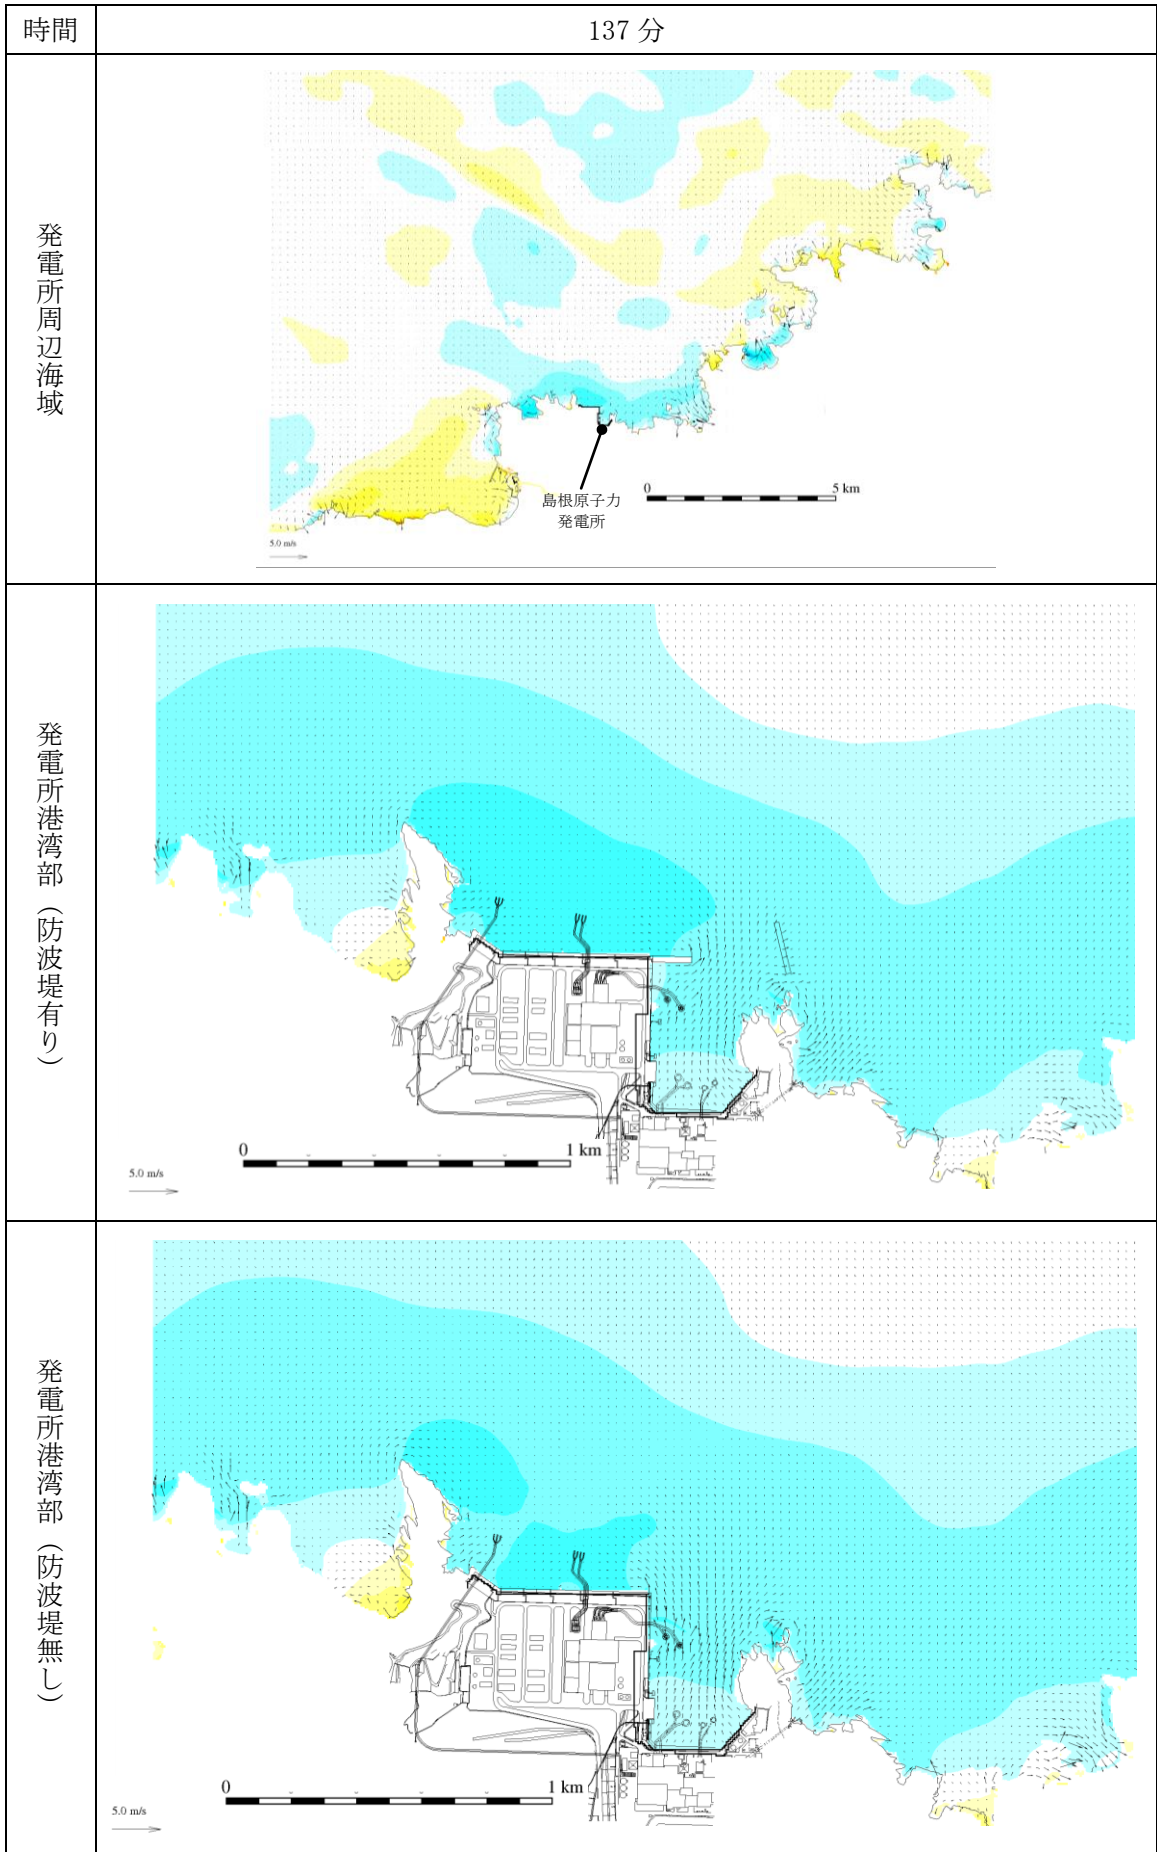 時間
137 分
発電所周辺海域
島根原子力
発電所
0
5 km
5.0 m/s
発電所港湾部（防波堤有り）
0
1 km
5.0 m/s
発電所港湾部（防波堤無し）
0
1 km
5.0 m/s